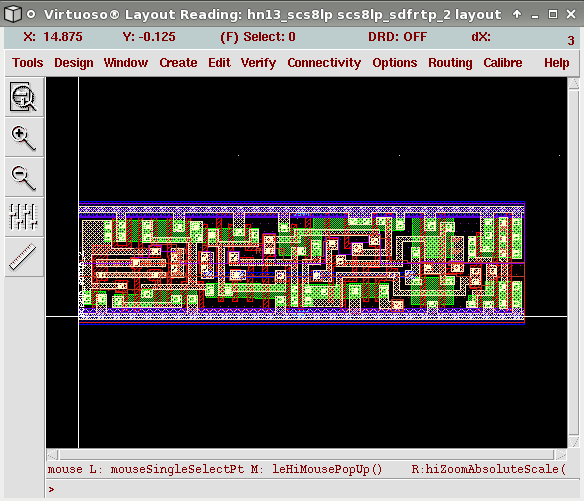 Virtuoso® Layout Reading: hn13_scs8lp scs8lp_sdfrtp_2 layout
X: 14.875 Y: -0.125 (F) Select: 0 DRD: OFF dX: 3
Tools Design Window Create Edit Verify Connectivity Options Routing Calibre Help
mouse L: mouseSingleSelectPt M: leHiMousePopUp() R:hiZoomAbsoluteScale(
>